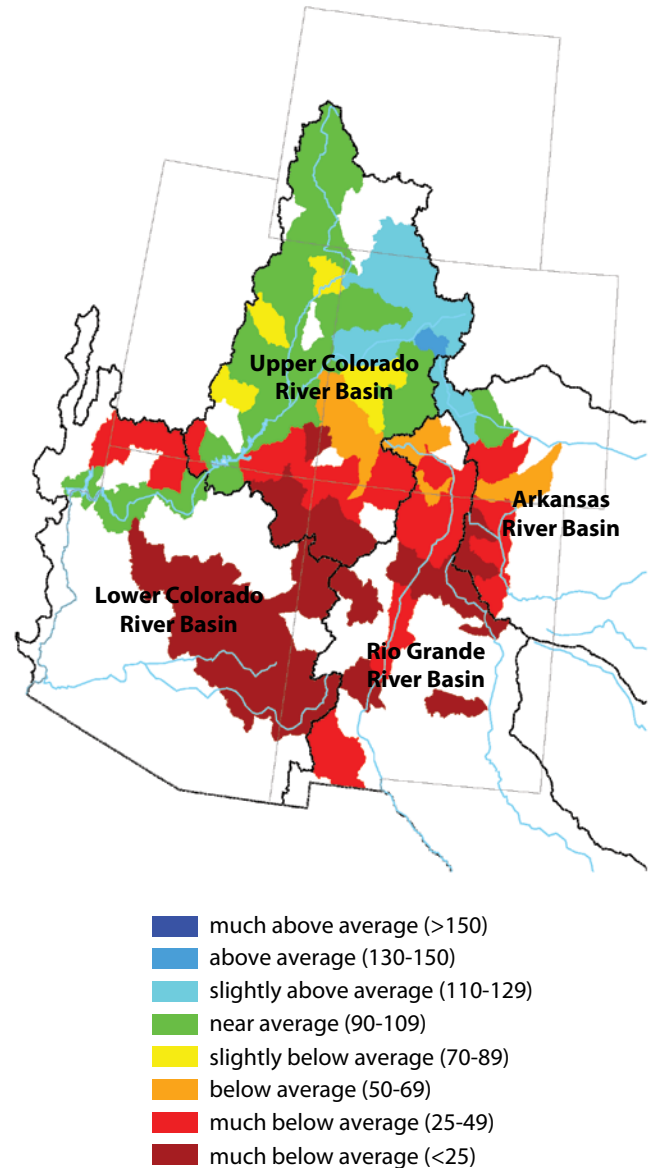 Upper Colorado
River Basin
Arkansas
River Basin
Lower Colorado
River Basin
Rio Grande
River Basin
much above average (>150)
above average (130-150)
slightly above average (110-129)
near average (90-109)
slightly below average (70-89)
below average (50-69)
much below average (25-49)
much below average (<25)